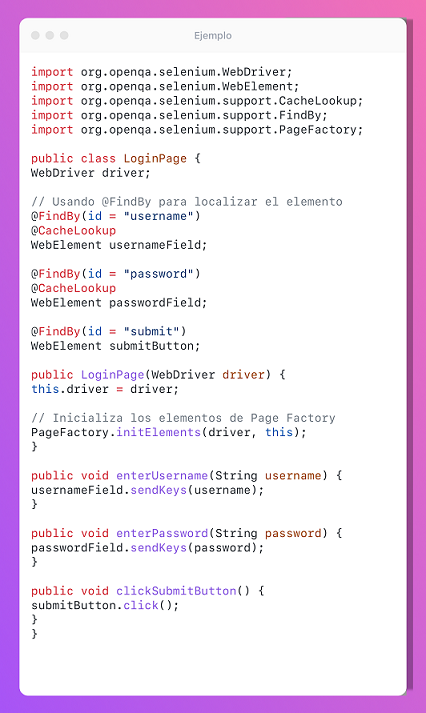 Ejemplo
import org.openqa.selenium.WebDriver;
import org.openqa.selenium.WebElement;
import org.openqa.selenium.support.CacheLookup;
import org.openqa.selenium.support.FindBy;
import org.openqa.selenium.support.PageFactory;
public class LoginPage {
WebDriver driver;
// Usando @FindBy para localizar el elemento
@FindBy(id = "username")
@CacheLookup
WebElement usernameField;
@FindBy(id = "password")
@CacheLookup
WebElement passwordField;
@FindBy(id = "submit")
WebElement submitButton;
public LoginPage(WebDriver driver) {
this.driver = driver;
// Inicializa los elementos de Page Factory
PageFactory.initElements(driver, this);
}
public void enterUsername(String username) {
usernameField.sendKeys(username);
}
public void enterPassword(String password) {
passwordField.sendKeys(password);
}
public void clickSubmitButton() {
submitButton.click();
}
}